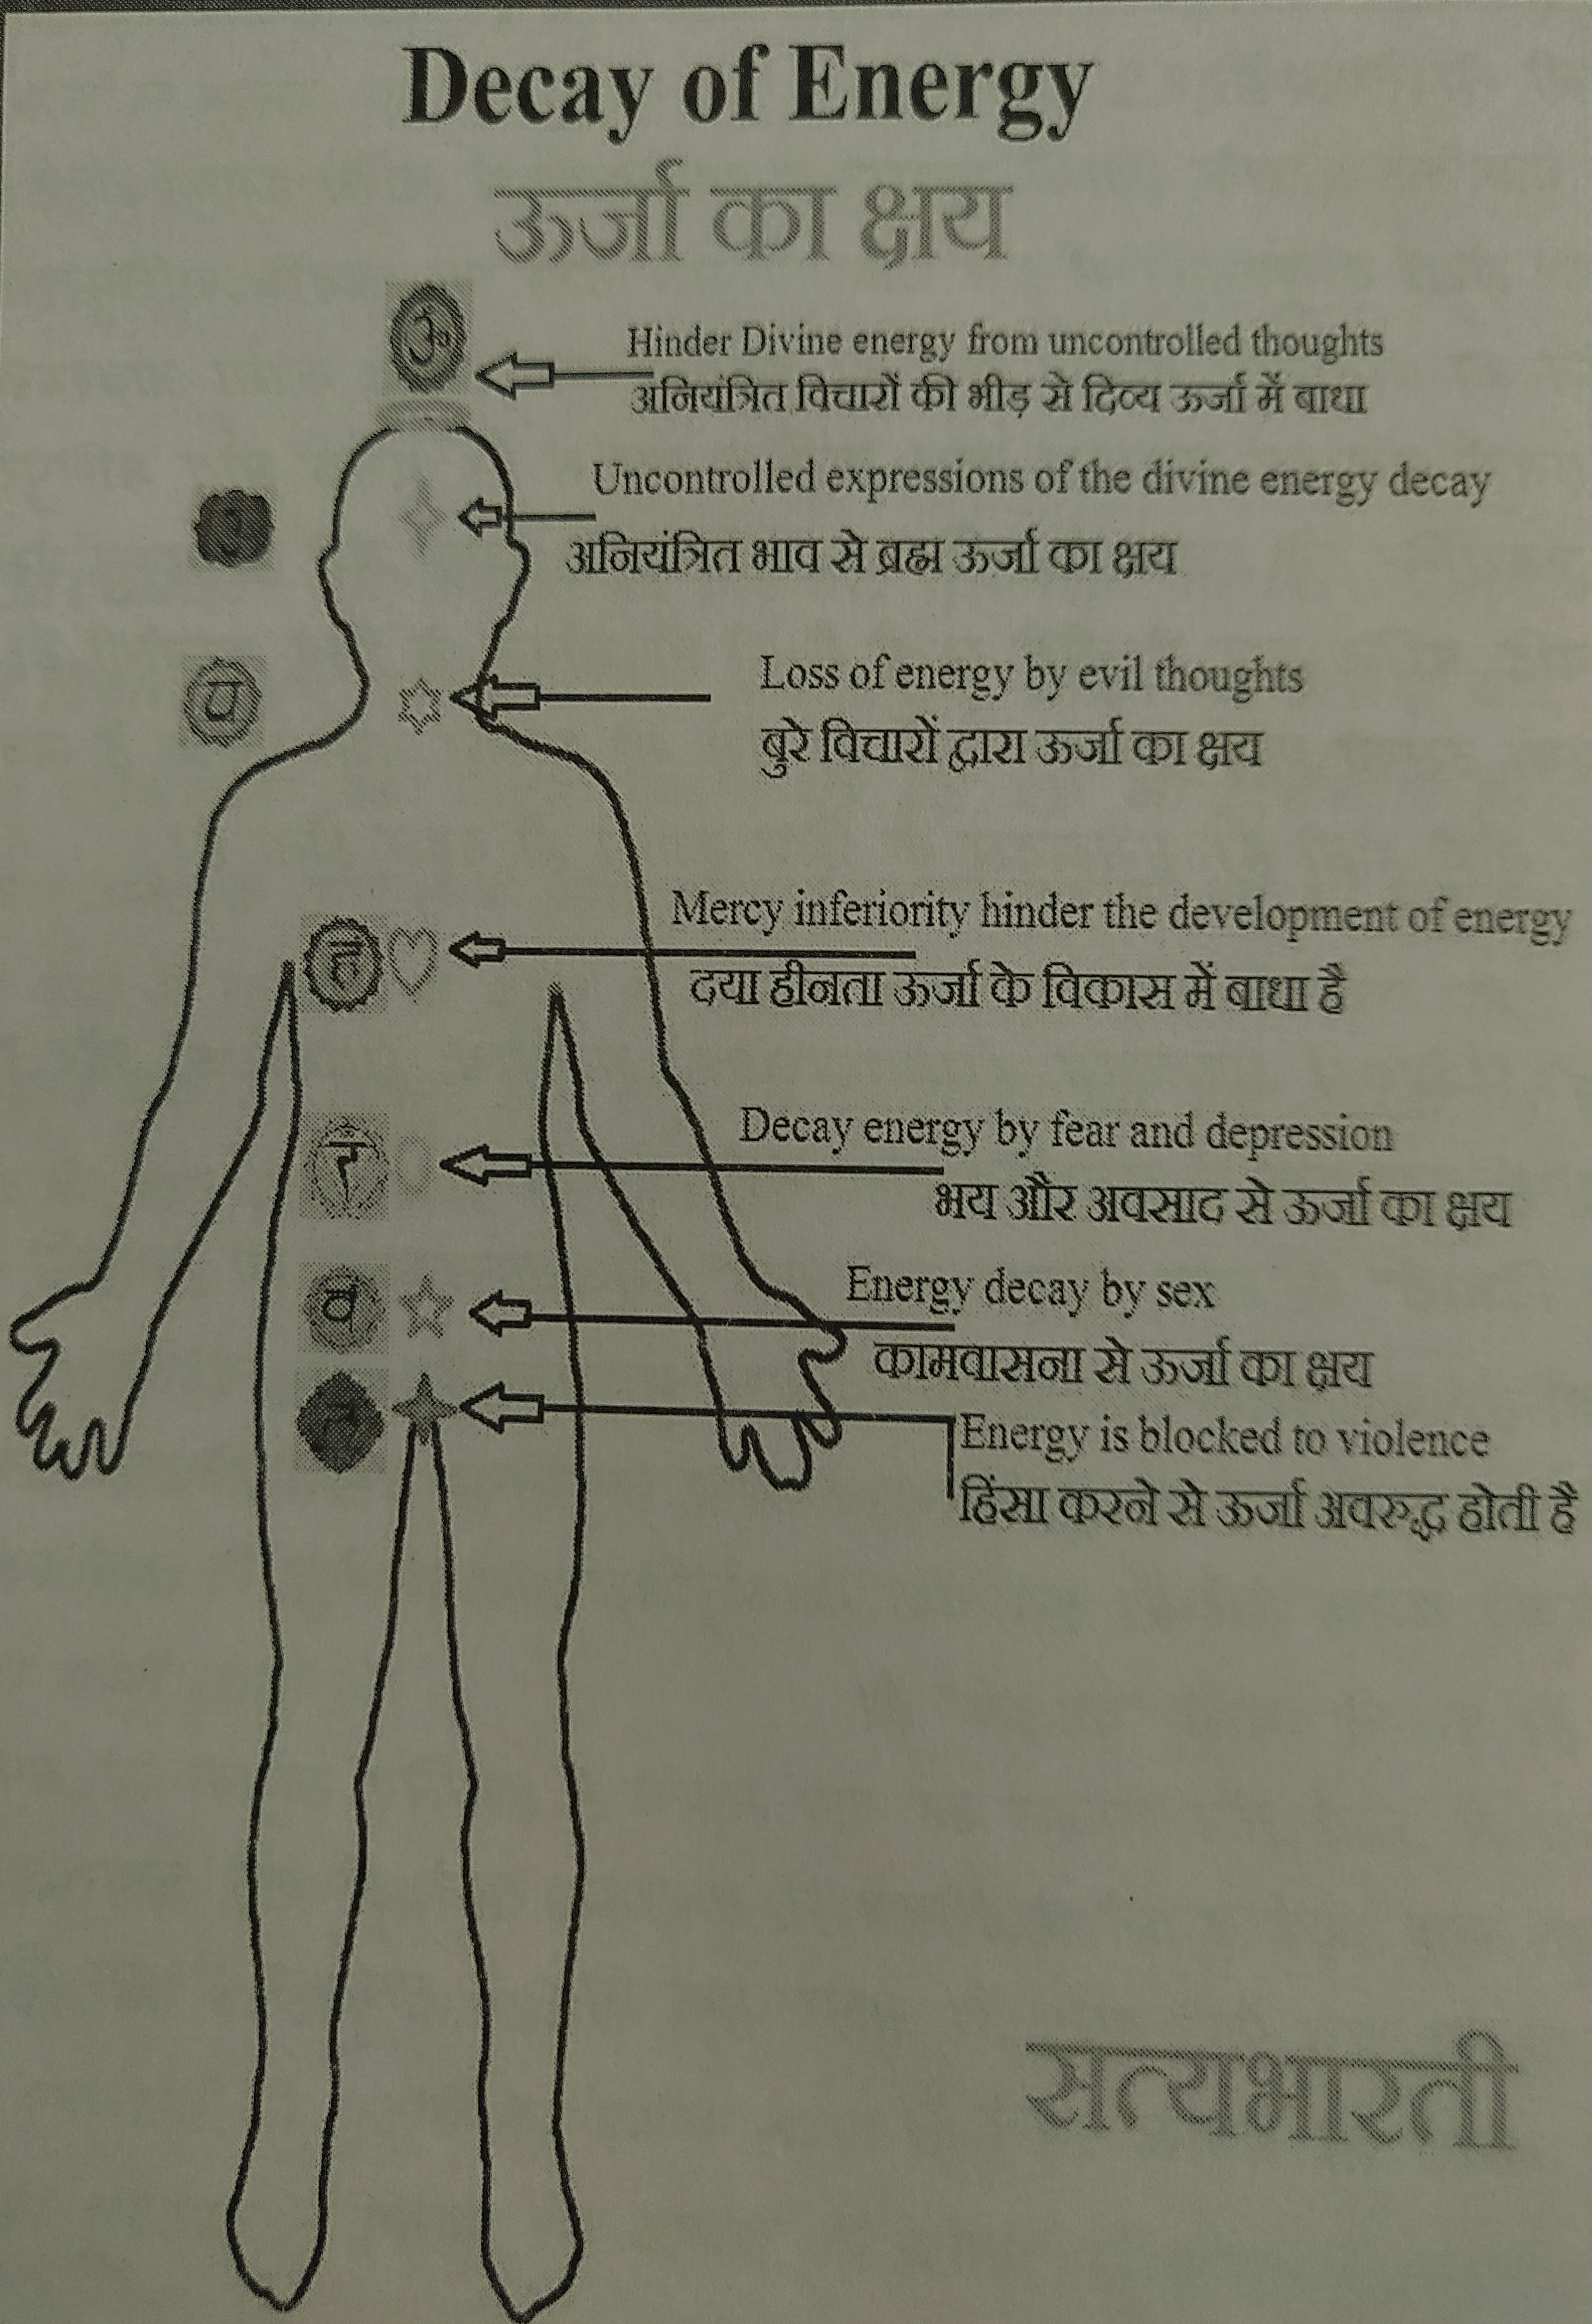 Decay of Energy
ऊर्जा का क्षय
ॐ
Hinder Divine energy from uncontrolled thoughts
अनियंत्रित विचारों की भीड़ से दिव्य ऊर्जा में बाधा
Uncontrolled expressions of the divine energy decay
अनियंत्रित भाव से ब्रह्म ऊर्जा का क्षय
Loss of energy by evil thoughts
बुरे विचारों द्वारा ऊर्जा का क्षय
Mercy inferiority hinder the development of energy
दया हीनता ऊर्जा के विकास में बाधा है
Decay energy by fear and depression
भय और अवसाद से ऊर्जा का क्षय
Energy decay by sex
कामवासना से ऊर्जा का क्षय
Energy is blocked to violence
हिंसा करने से ऊर्जा अवरुद्ध होती है
सत्यभारती